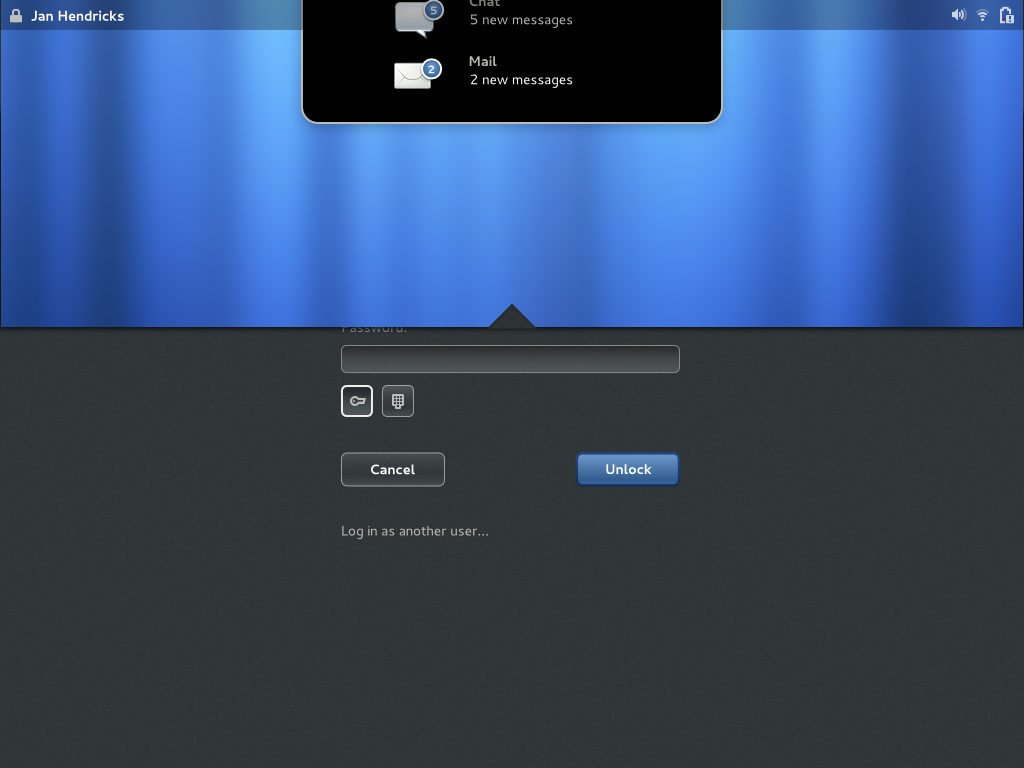 Jan Hendricks
Chat
5
5 new messages
Mail
2
2 new messages
Password:
Cancel
Unlock
Log in as another user...